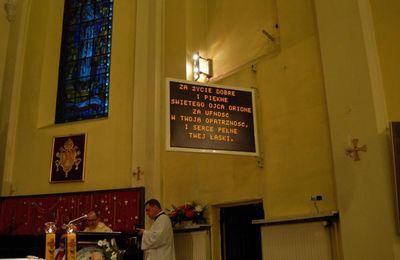 ZA ŻYCIE DOBRE
I PIĘKNE
ŚWIĘTEGO OJCA ORIONE
ZA UFNOŚĆ
W TWOJĄ OPATRZNOŚĆ,
I SERCE PEŁNE
TWEJ ŁASKI.